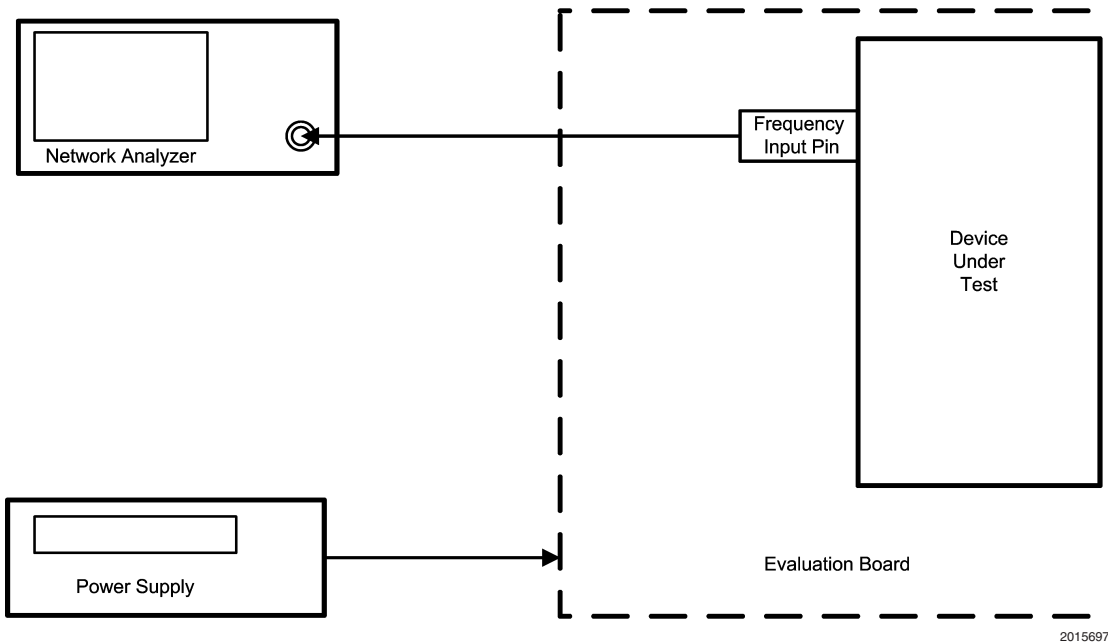 Network Analyzer
Frequency
Input Pin
Device
Under
Test
Power Supply
Evaluation Board
2015697